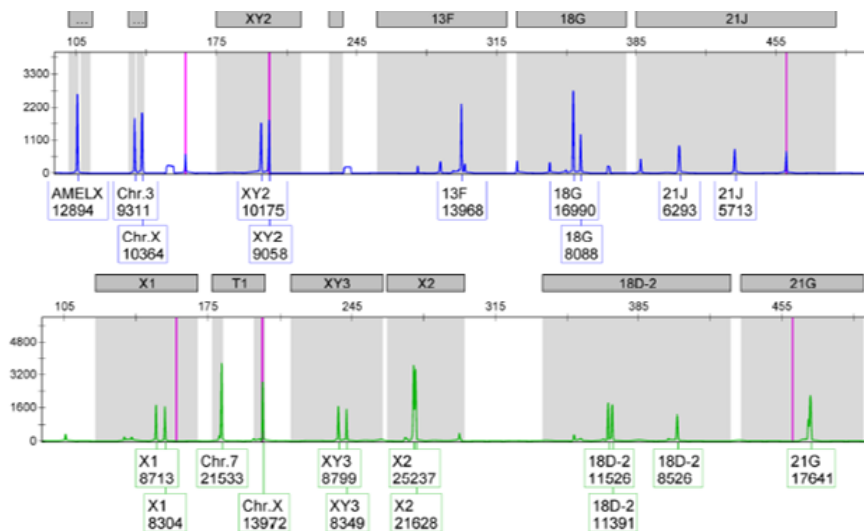 ... ... XY2 13F 18G 21J
105 175 245 315 385 455
3300
2200
1100
0
AMELX Chr.3 XY2 13F 18G 21J 21J
12894 9311 10175 13968 16990 6293 5713
Chr.X XY2 18G
10364 9058 8088
X1 T1 XY3 X2 18D-2 21G
105 175 245 315 385 455
4800
3200
1600
0
X1 Chr.7 XY3 X2 18D-2 18D-2 21G
8713 21533 8799 25237 11526 8526 17641
X1 Chr.X XY3 X2 18D-2
8304 13972 8349 21628 11391